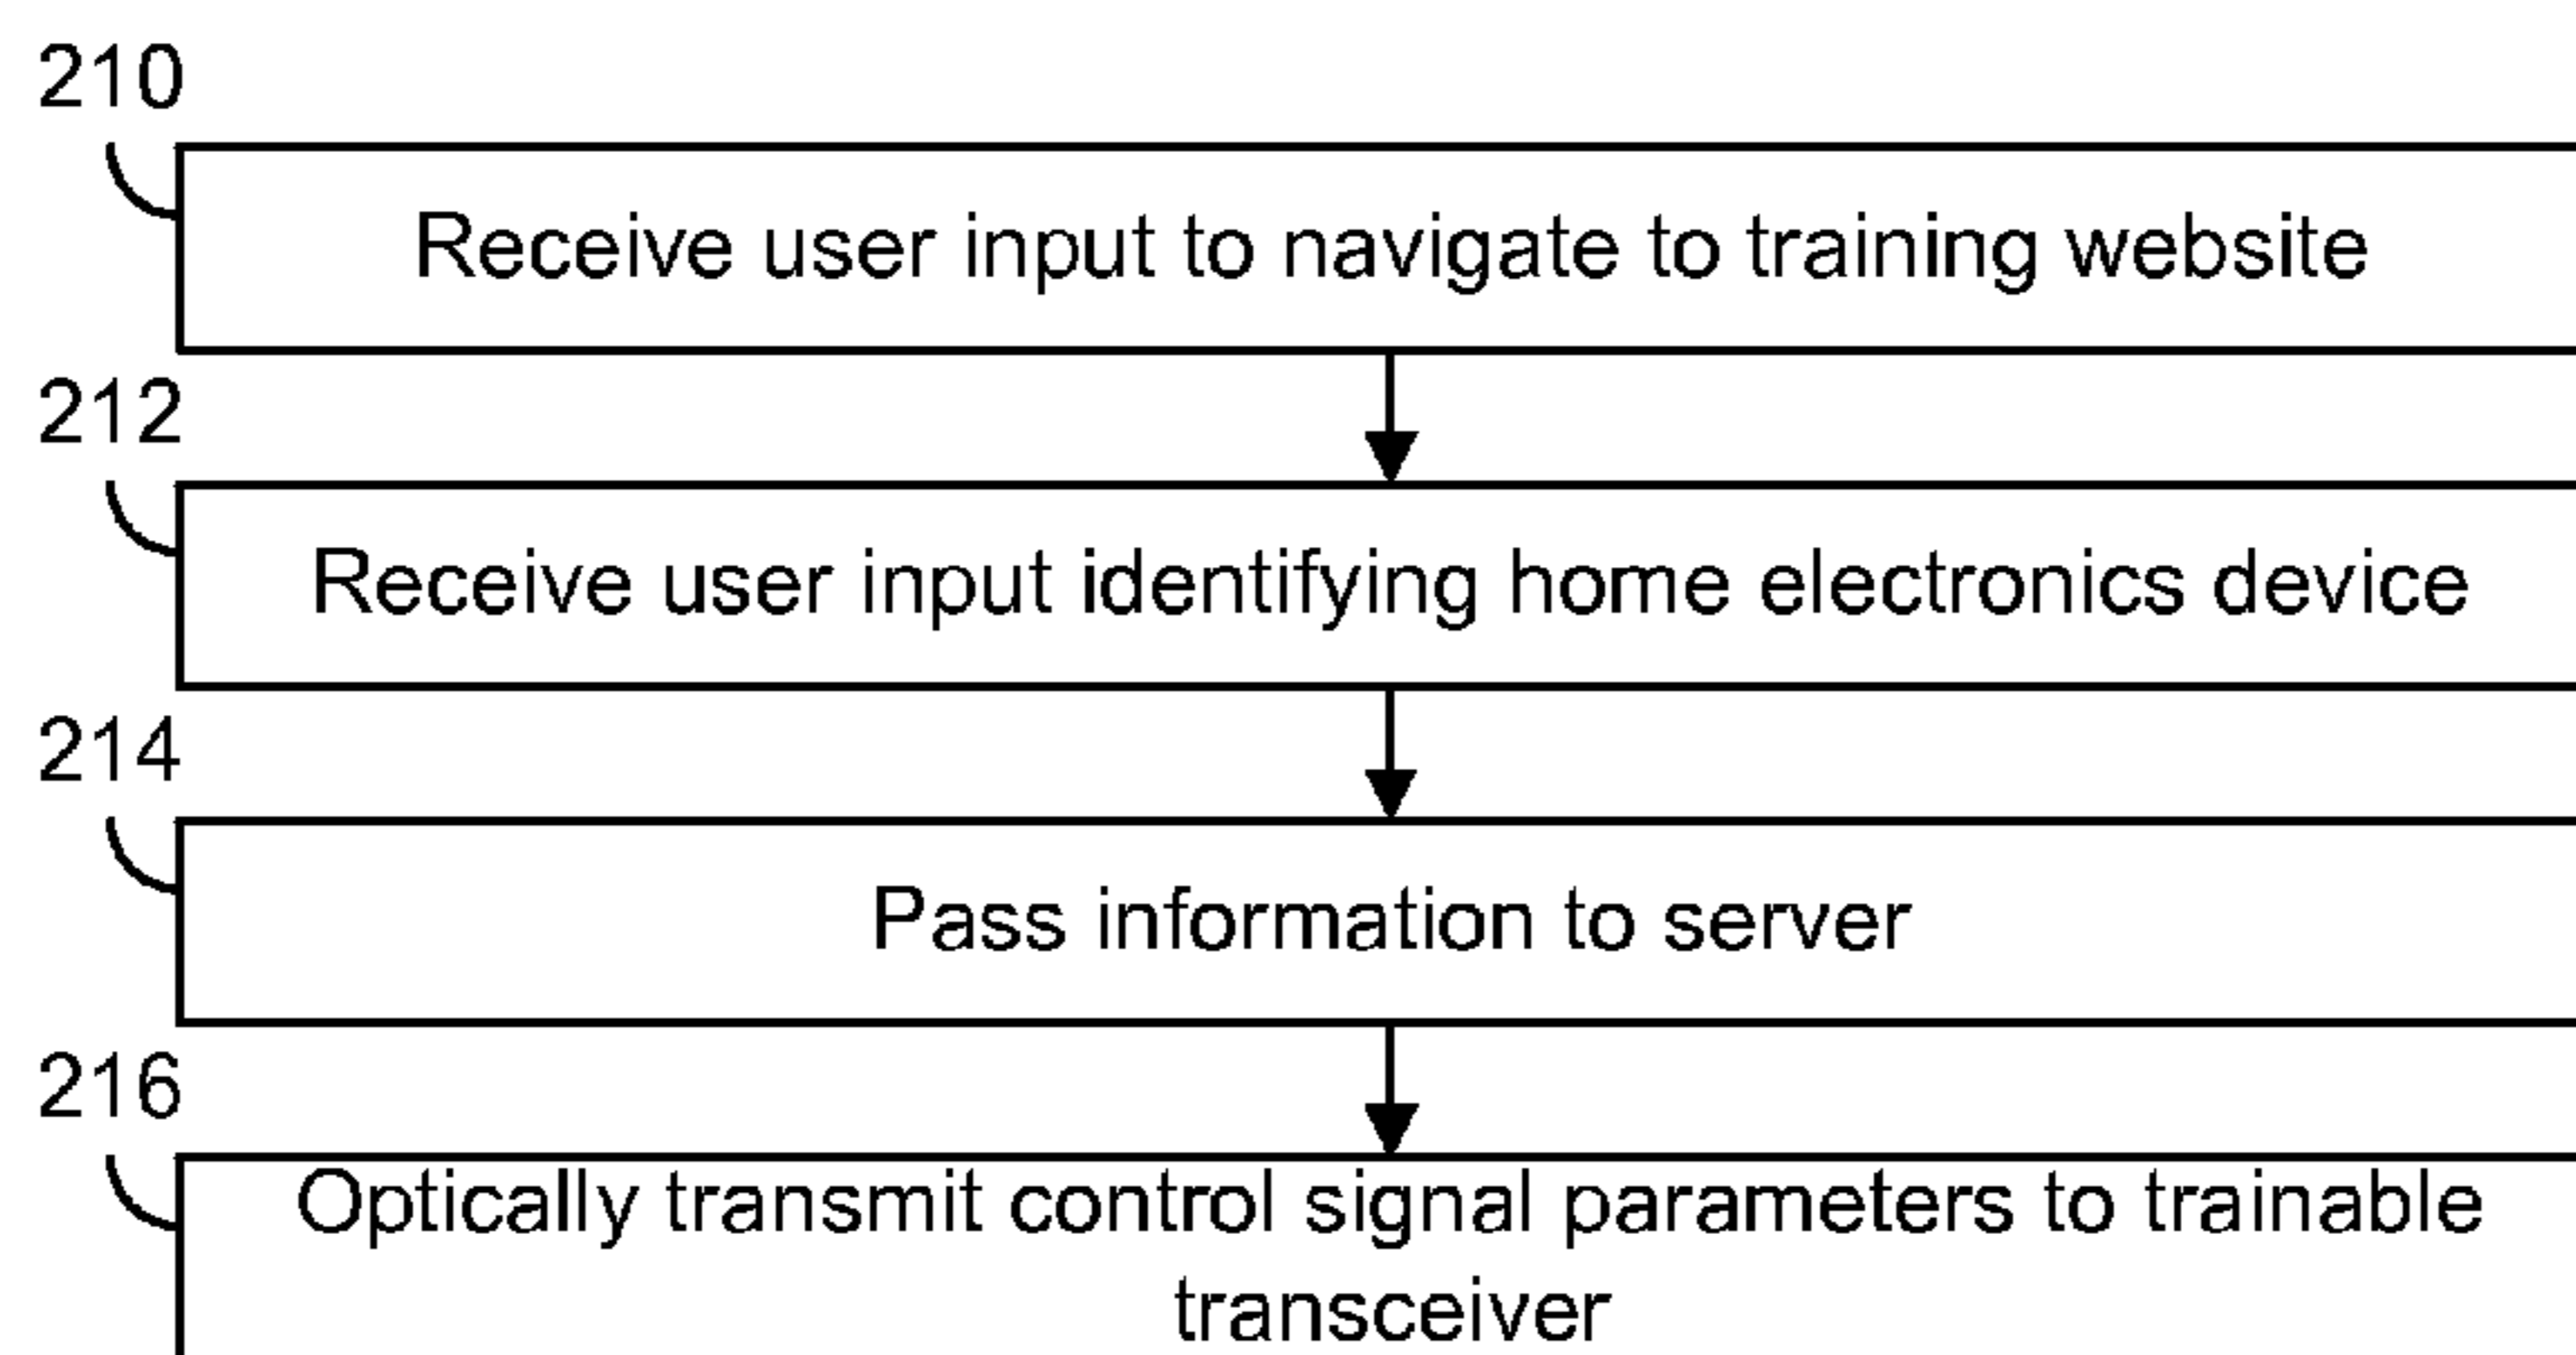 210
Receive user input to navigate to training website
212
Receive user input identifying home electronics device
214
Pass information to server
216
Optically transmit control signal parameters to trainable
transceiver